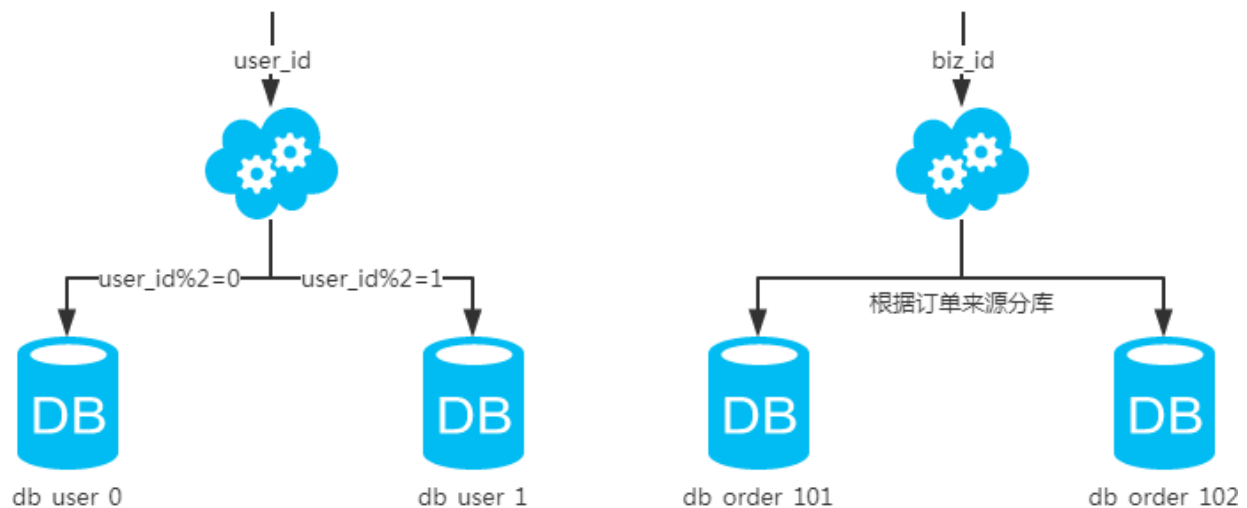 user_id
biz_id
user_id%2=0
user_id%2=1
根据订单来源分库
DB
DB
DB
DB
db user 0
db user 1
db order 101
db order 102